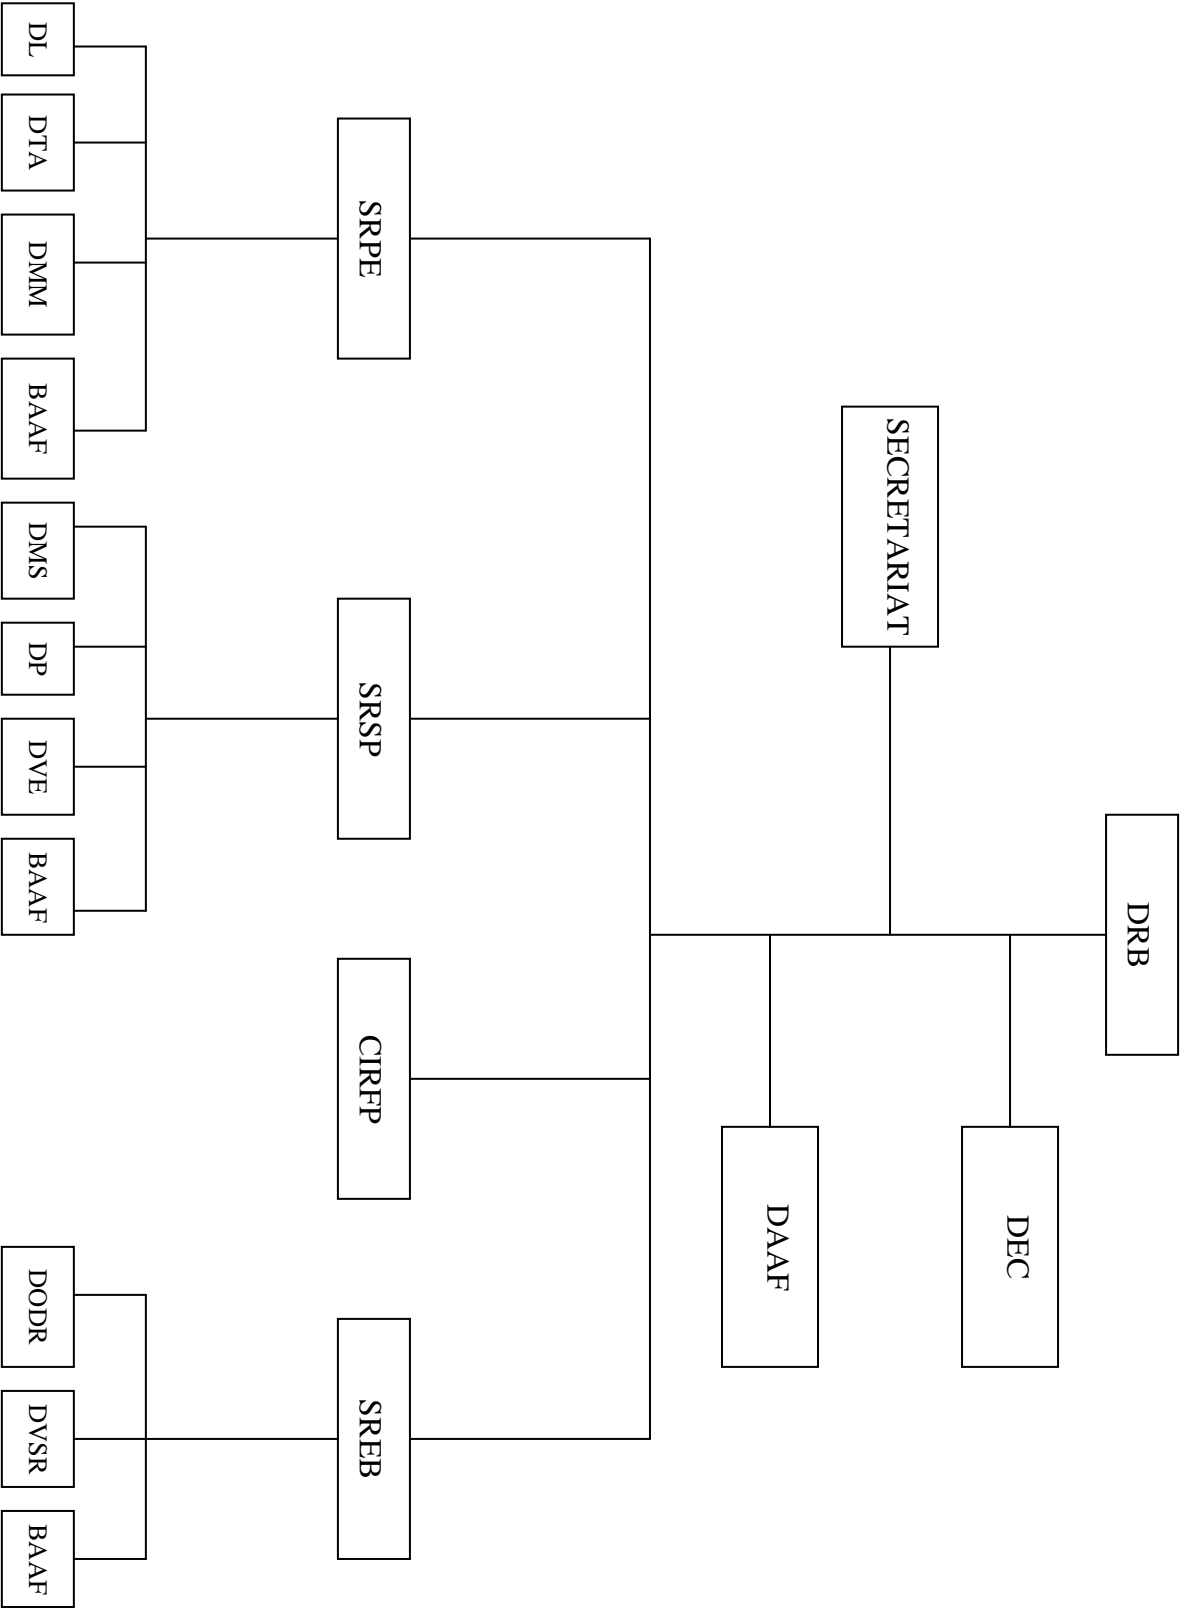 DRB
DEC
SECRETARIAT
DAAF
SRPE
SRSP
CIRFP
SREB
DL
DTA
DMM
BAAF
DMS
DP
DVE
BAAF
DODR
DVSR
BAAF